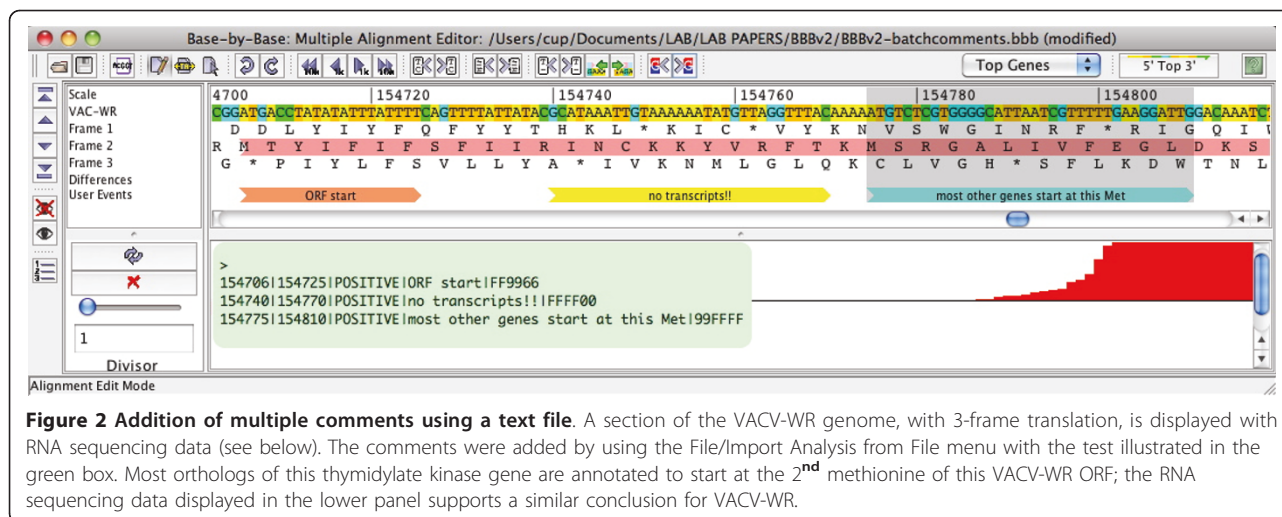 Base-by-Base: Multiple Alignment Editor: /Users/cup/Documents/LAB/LAB PAPERS/BBBv2/BBBv2-batchcomments.bbb (modified)
Top Genes
5' Top 3'
Scale
4700 154720 154740 154760 154780 154800
VAC-WR
CGGATGACCTATATATTTATTTTCAGTTTTATTATACGCATAAATTGTAAAAAATATGTTAGGTTTACAAAAATGTCTCGTGGGGCATTAATCGTTTTTGAAGGATTGGACAAATCT
Frame 1
D D L Y I Y F Q F Y Y T H K L * K I C * V Y K N V S W G I N R F * R I G Q I
Frame 2
R M T Y I F I F S F I I R I N C K K Y V R F T K M S R G A L I V F E G L D K S
Frame 3
G * P I Y L F S V L L Y A * I V K N M L G L Q K C L V G H * S F L K D W T N L
Differences
User Events
ORF start
no transcripts!!
most other genes start at this Met
>
154706|154725|POSITIVE|ORF start|FF9966
154740|154770|POSITIVE|no transcripts!!|FFFF00
154775|154810|POSITIVE|most other genes start at this Met|99FFFF
1
Divisor
Alignment Edit Mode
Figure 2 Addition of multiple comments using a text file. A section of the VACV-WR genome, with 3-frame translation, is displayed with
RNA sequencing data (see below). The comments were added by using the File/Import Analysis from File menu with the test illustrated in the
green box. Most orthologs of this thymidylate kinase gene are annotated to start at the 2nd methionine of this VACV-WR ORF; the RNA
sequencing data displayed in the lower panel supports a similar conclusion for VACV-WR.